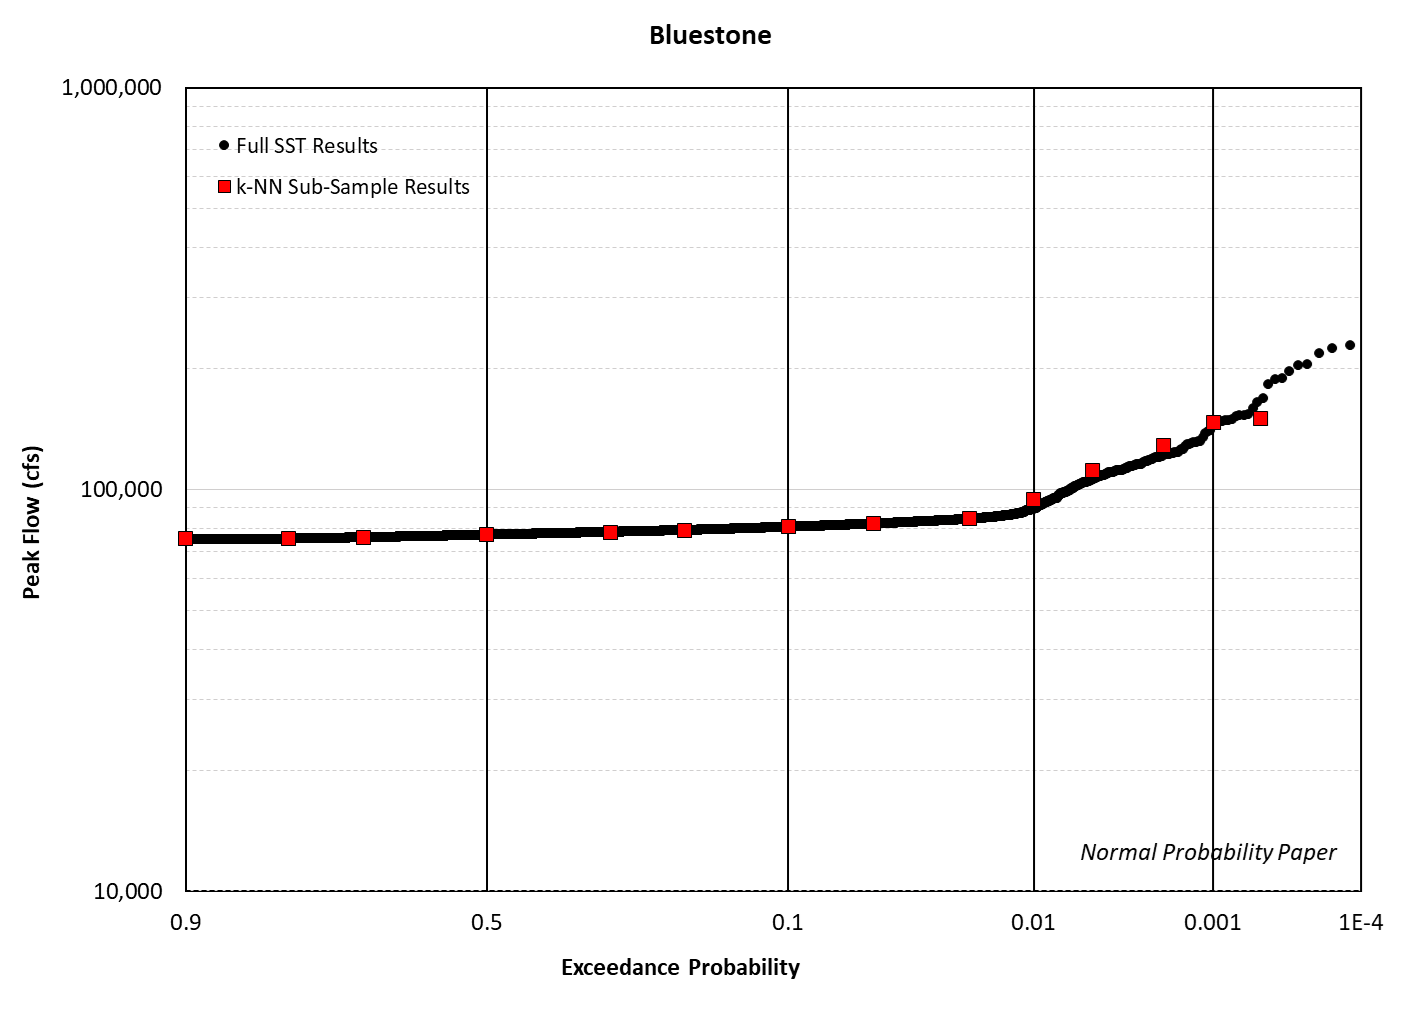 Bluestone
1,000,000
Full SST Results
k-NN Sub-Sample Results
100,000
Peak Flow (cfs)
Normal Probability Paper
10,000
0.9 0.5 0.1 0.01 0.001 1E-4
Exceedance Probability